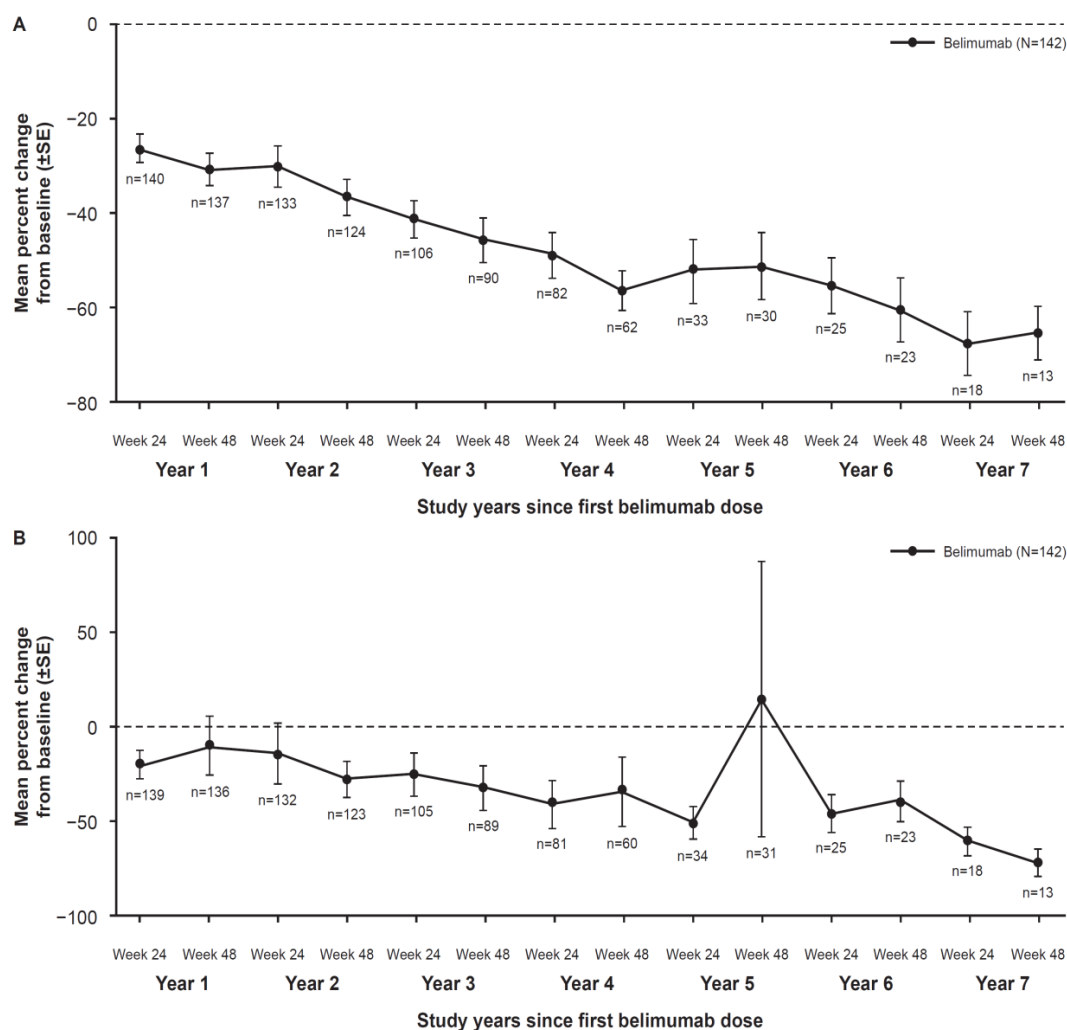 A
Belimumab (N=142)
Mean percent change
from baseline (±SE)
0
−20
−40
−60
−80
n=140
n=137
n=133
n=124
n=106
n=90
n=82
n=62
n=33
n=30
n=25
n=23
n=18
n=13
Week 24 Week 48 Week 24 Week 48 Week 24 Week 48 Week 24 Week 48 Week 24 Week 48 Week 24 Week 48 Week 24 Week 48
Year 1 Year 2 Year 3 Year 4 Year 5 Year 6 Year 7
Study years since first belimumab dose
B
Belimumab (N=142)
Mean percent change
from baseline (±SE)
100
50
0
−50
−100
n=139
n=136
n=132
n=123
n=105
n=89
n=81
n=60
n=34
n=31
n=25
n=23
n=18
n=13
Week 24 Week 48 Week 24 Week 48 Week 24 Week 48 Week 24 Week 48 Week 24 Week 48 Week 24 Week 48 Week 24 Week 48
Year 1 Year 2 Year 3 Year 4 Year 5 Year 6 Year 7
Study years since first belimumab dose